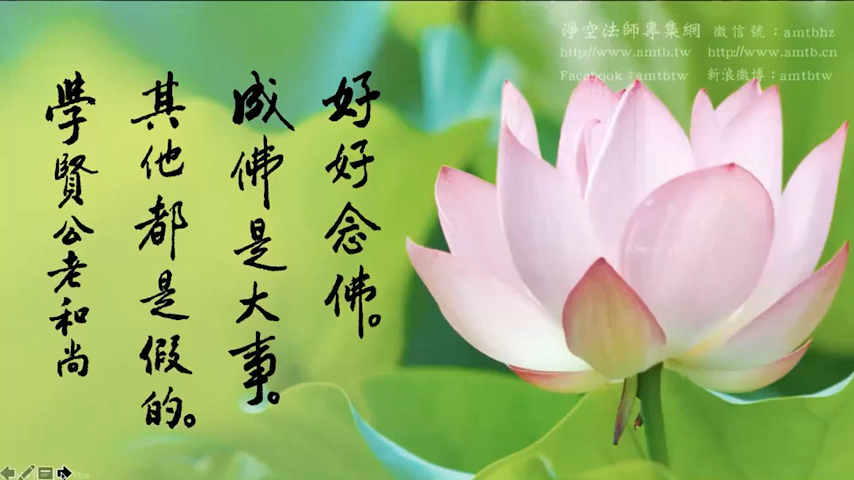 好好念佛。
成佛是大事。
其他都是假的。
學賢公老和尚
淨空法師專集網 微信號：amtbhz
http://www.amtb.tw http://www.amtb.cn
Facebook：amtbtw 新浪微博：amtbtw